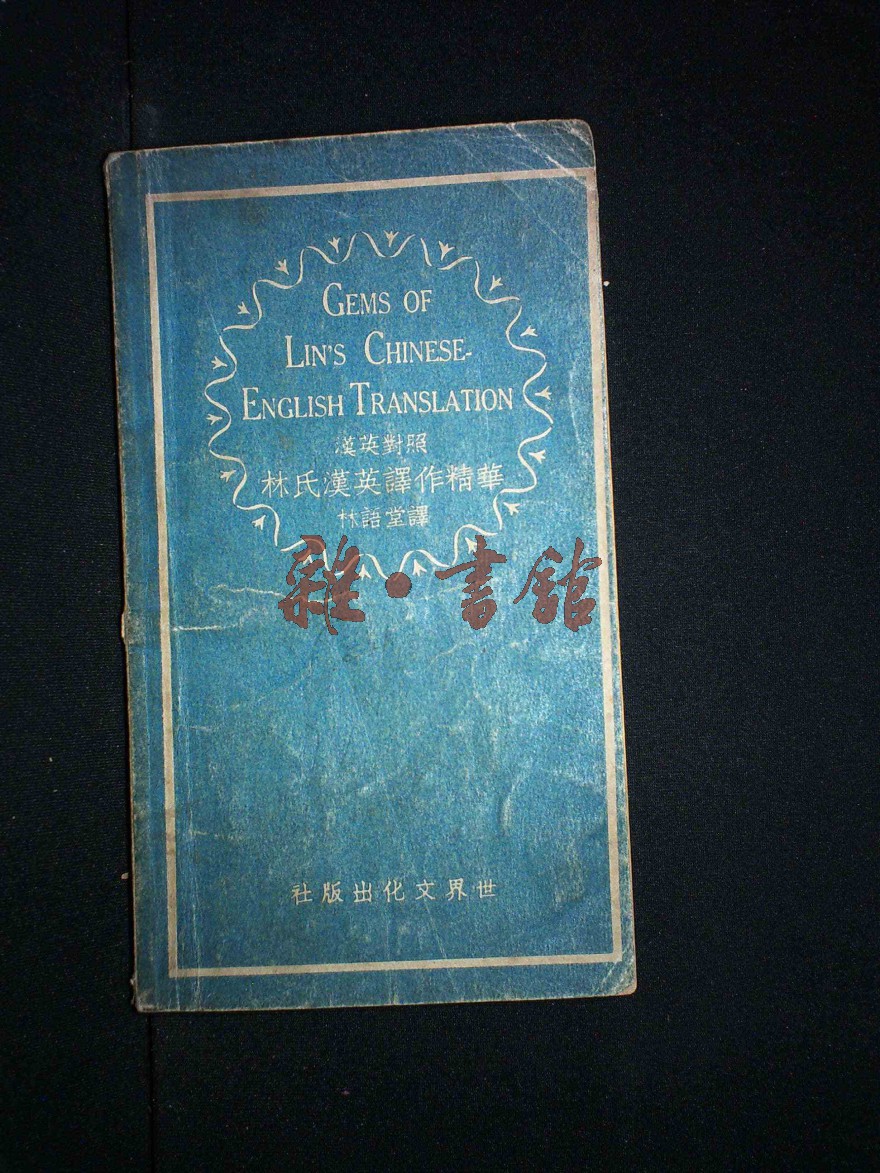 GEMS OF
LIN'S CHINESE-
ENGLISH TRANSLATION
漢英對照
林氏漢英譯作精華
林語堂譯
雜·書館
世界文化出版社